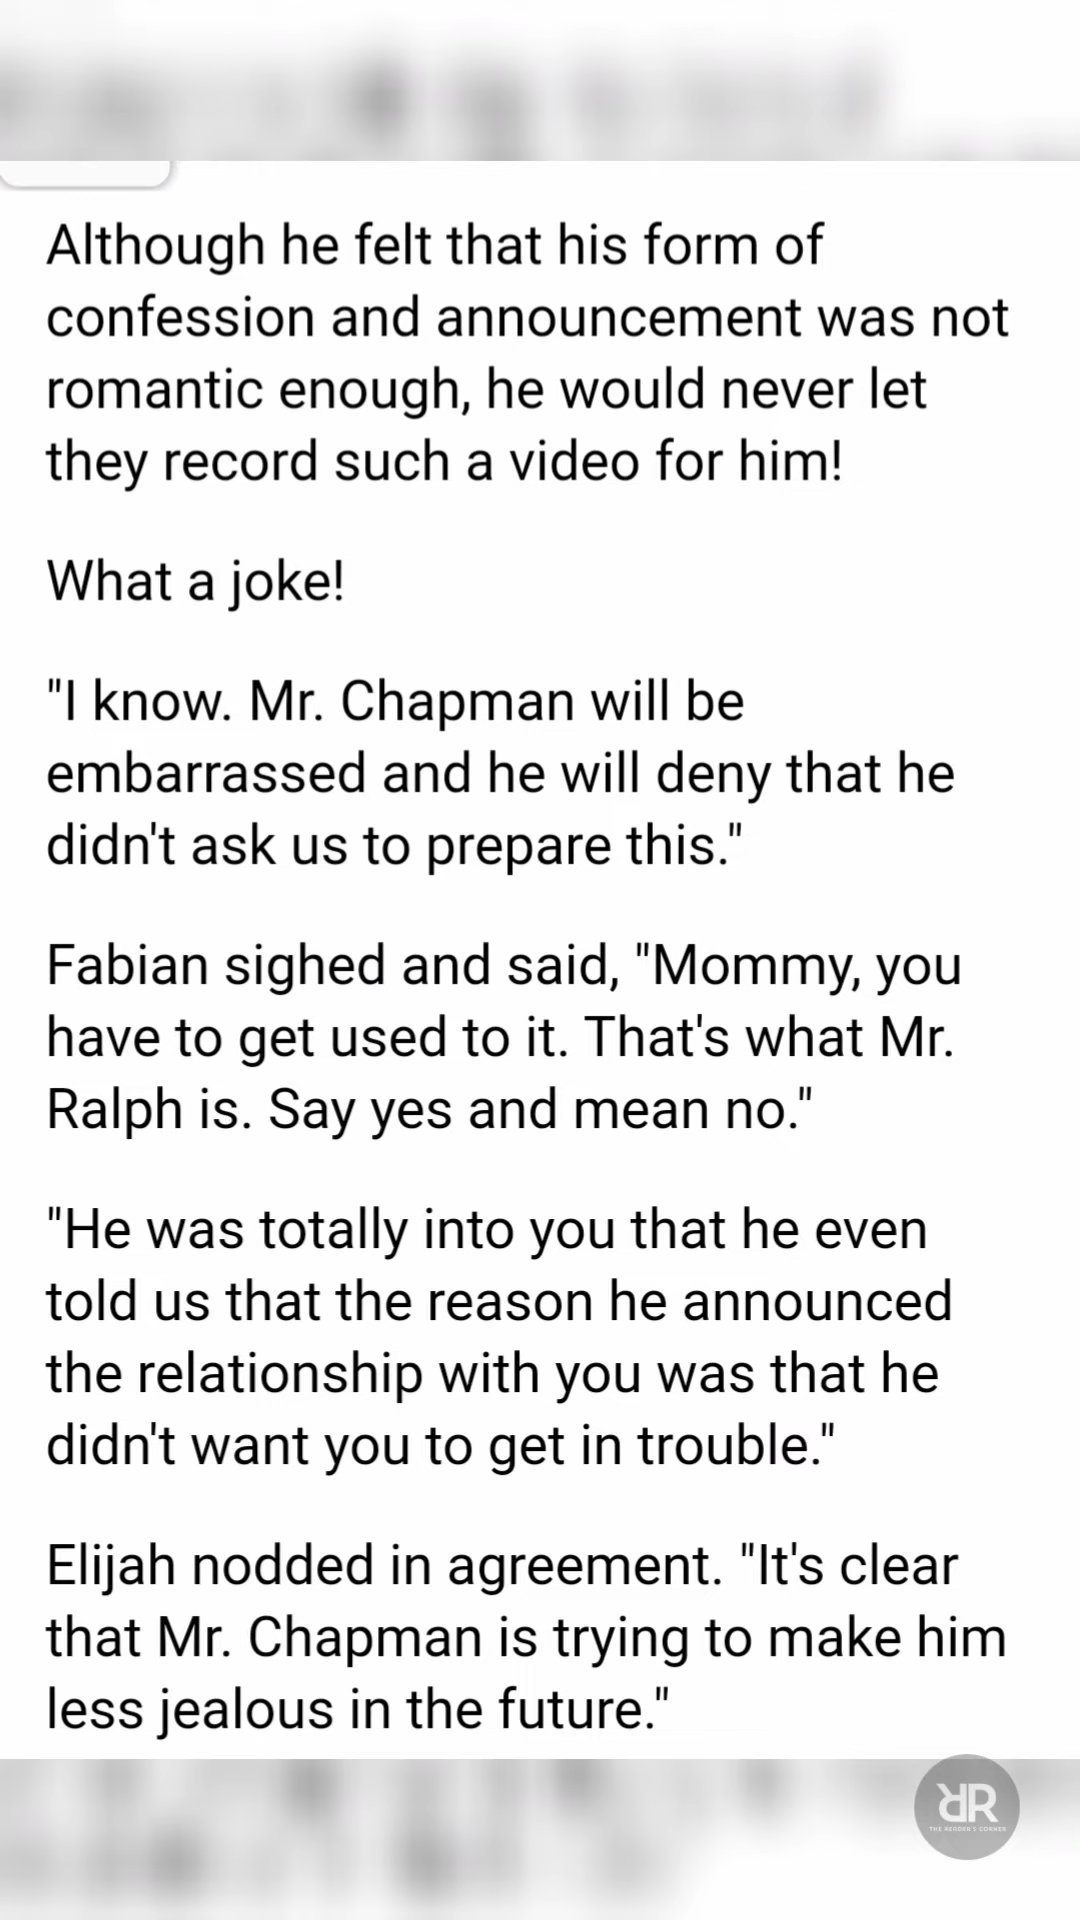 Although he felt that his form of
confession and announcement was not
romantic enough, he would never let
they record such a video for him!
What a joke!
"I know. Mr. Chapman will be
embarrassed and he will deny that he
didn't ask us to prepare this."
Fabian sighed and said, "Mommy, you
have to get used to it. That's what Mr.
Ralph is. Say yes and mean no."
"He was totally into you that he even
told us that the reason he announced
the relationship with you was that he
didn't want you to get in trouble."
Elijah nodded in agreement. "It's clear
that Mr. Chapman is trying to make him
less jealous in the future."
RR
THE READER'S CORNER